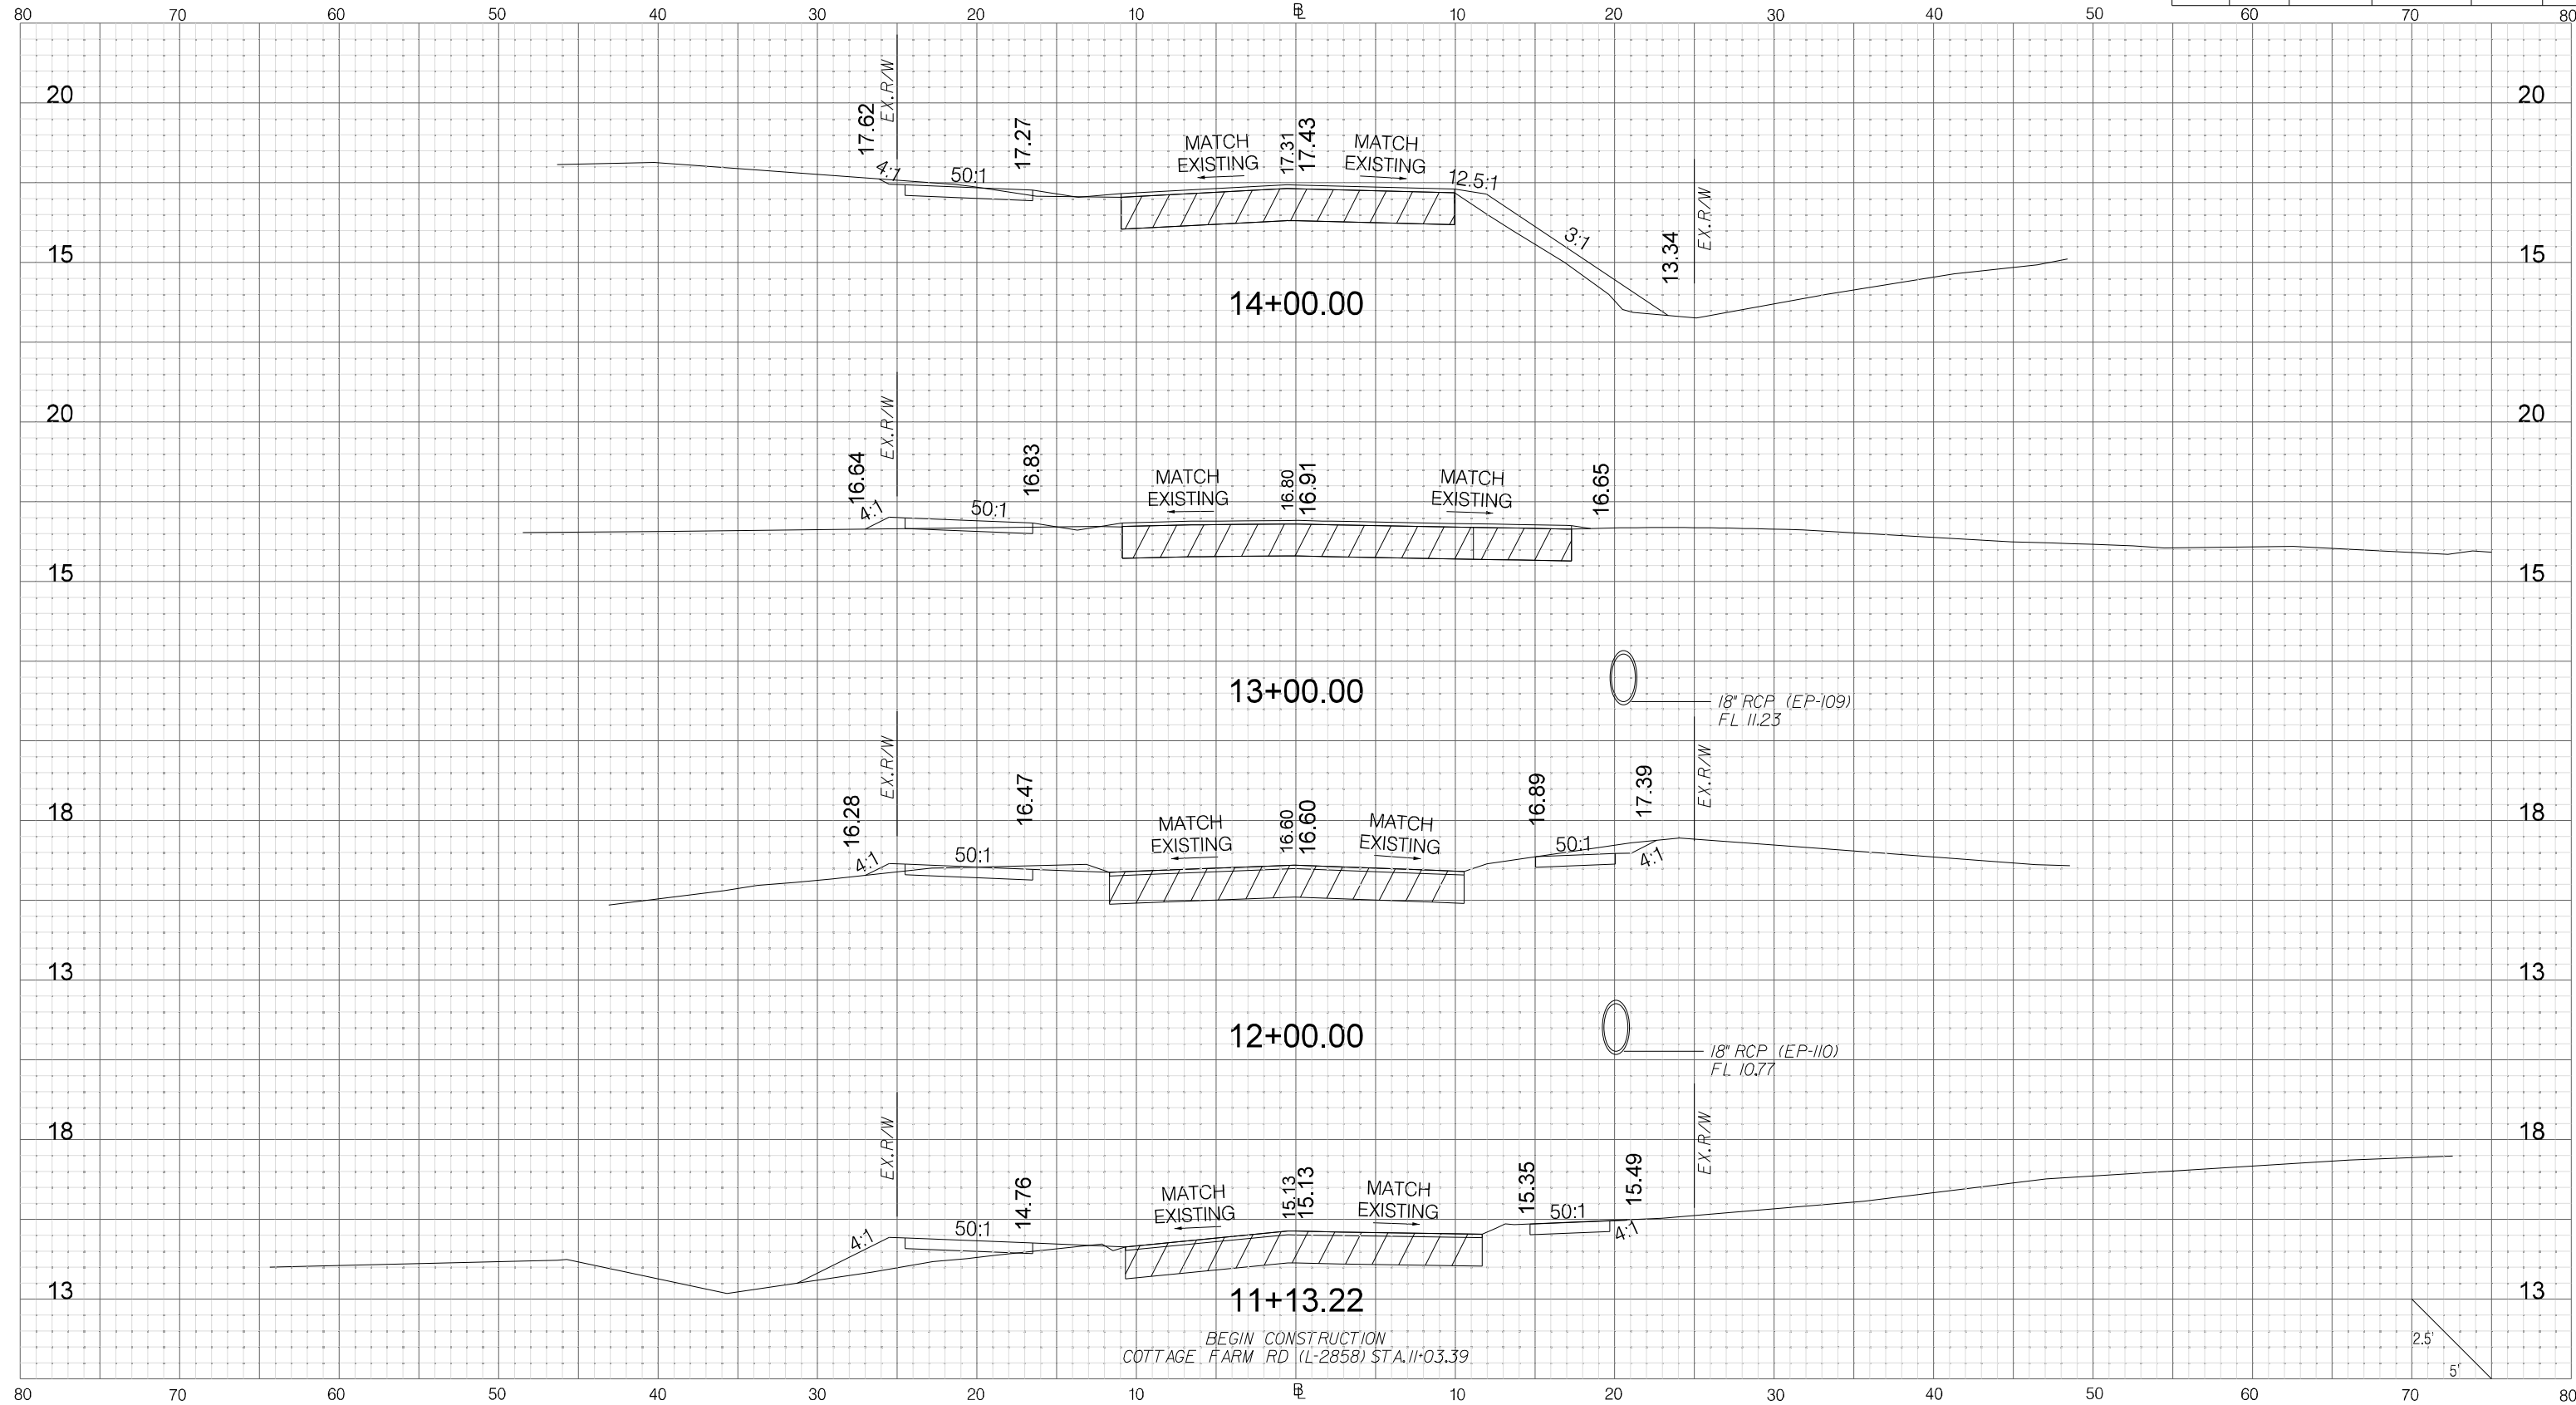 80 70 50 40 30 20 10 ℄ 10 20 30 40 50 60 70 80
EX.R/W
17.62
17.27
17.31
17.43
20 20
MATCH
EXISTING
MATCH
EXISTING
4:1 50:1 12.5:1
EX.R/W
3:1
13.34
15 15
14+00.00
EX.R/W
20 20
16.64
16.83
16.80
16.91
16.65
MATCH
EXISTING
MATCH
EXISTING
4:1 50:1
15 15
13+00.00
18" RCP (EP-109)
FL 11.23
EX.R/W
EX.R/W
16.28
16.47
16.60
16.60
16.89
17.39
18 18
MATCH
EXISTING
MATCH
EXISTING
4:1 50:1 50:1 4:1
13 13
12+00.00
18" RCP (EP-110)
FL 10.77
EX.R/W
EX.R/W
18 18
14.76
15.13
15.13
15.35
15.49
MATCH
EXISTING
MATCH
EXISTING
4:1 50:1 50:1 4:1
13 13
11+13.22
BEGIN CONSTRUCTION
COTTAGE FARM RD (L-2858) STA.11+03.39
2.5'
5'
80 70 60 50 40 30 20 10 ℄ 10 20 30 40 50 60 70 80